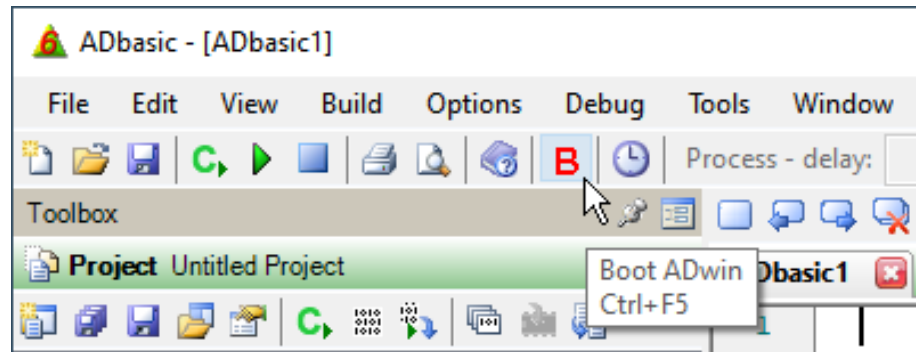 6 ADbasic - [ADbasic1]
File Edit View Build Options Debug Tools Window
C B Process - delay:
Toolbox
Project Untitled Project
Boot ADwin
Ctrl+F5
Dbasic1
C
1